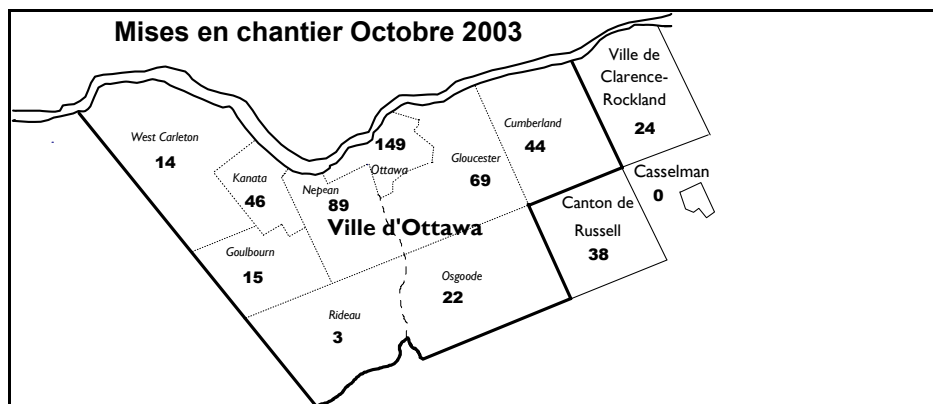 Mises en chantier Octobre 2003
Ville de
Clarence-
Rockland
24
West Carleton
14
149
Ottawa
Cumberland
44
Gloucester
69
Kanata
46
Nepean
89
Casselman
0
Ville d'Ottawa
Canton de
Russell
38
Goulbourn
15
Osgoode
22
Rideau
3